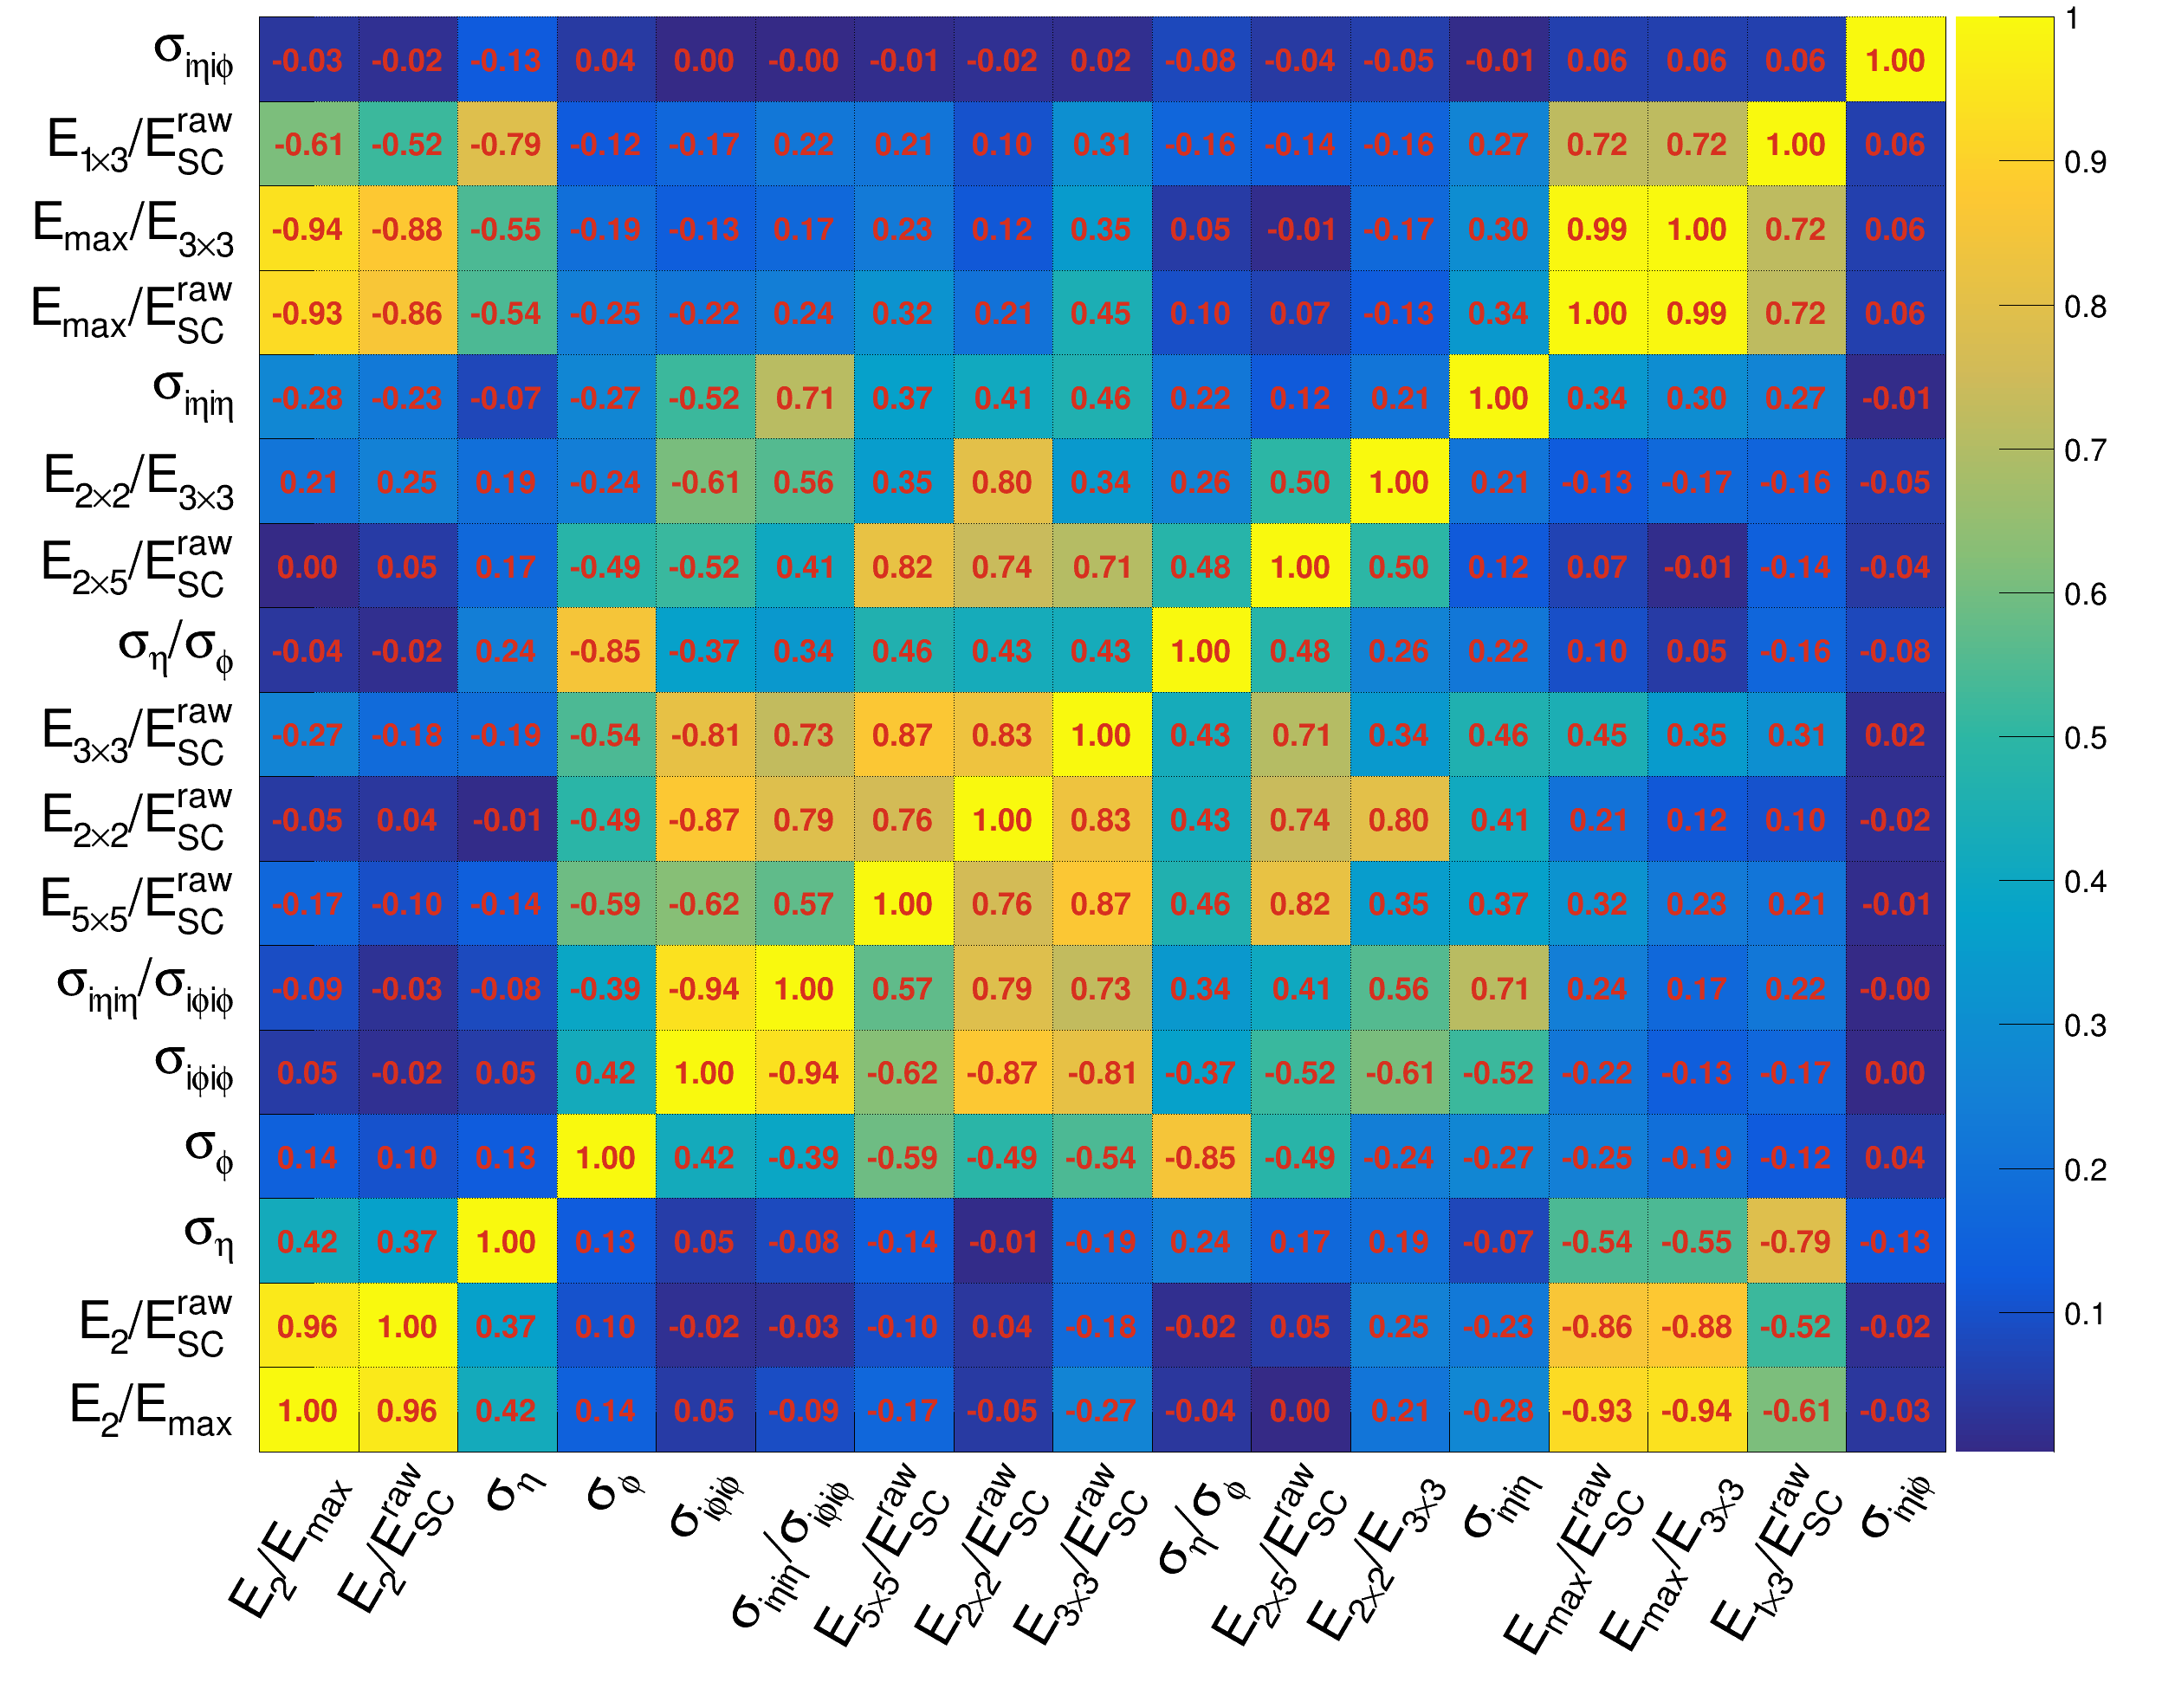 σiηiφ -0.03 -0.02 -0.13 0.04 0.00 -0.00 -0.01 -0.02 0.02 -0.08 -0.04 -0.05 -0.01 0.06 0.06 0.06 1.00 1
E1×3/ESC^raw -0.61 -0.52 -0.79 -0.12 -0.17 0.22 0.21 0.10 0.31 -0.16 -0.14 -0.16 0.27 0.72 0.72 1.00 0.06 0.9
Emax/E3×3 -0.94 -0.88 -0.55 -0.19 -0.13 0.17 0.23 0.12 0.35 0.05 -0.01 -0.17 0.30 0.99 1.00 0.72 0.06
Emax/ESC^raw -0.93 -0.86 -0.54 -0.25 -0.22 0.24 0.32 0.21 0.45 0.10 0.07 -0.13 0.34 1.00 0.99 0.72 0.06 0.8
σiηiη -0.28 -0.23 -0.07 -0.27 -0.52 0.71 0.37 0.41 0.46 0.22 0.12 0.21 1.00 0.34 0.30 0.27 -0.01
E2×2/E3×3 0.21 0.25 0.19 -0.24 -0.61 0.56 0.35 0.80 0.34 0.26 0.50 1.00 0.21 -0.13 -0.17 -0.16 -0.05 0.7
E2×5/ESC^raw 0.00 0.05 0.17 -0.49 -0.52 0.41 0.82 0.74 0.71 0.48 1.00 0.50 0.12 0.07 -0.01 -0.14 -0.04 0.6
ση/σφ -0.04 -0.02 0.24 -0.85 -0.37 0.34 0.46 0.43 0.43 1.00 0.48 0.26 0.22 0.10 0.05 -0.16 -0.08
E3×3/ESC^raw -0.27 -0.18 -0.19 -0.54 -0.81 0.73 0.87 0.83 1.00 0.43 0.71 0.34 0.46 0.45 0.35 0.31 0.02 0.5
E2×2/ESC^raw -0.05 0.04 -0.01 -0.49 -0.87 0.79 0.76 1.00 0.83 0.43 0.74 0.80 0.41 0.21 0.12 0.10 -0.02
E5×5/ESC^raw -0.17 -0.10 -0.14 -0.59 -0.62 0.57 1.00 0.76 0.87 0.46 0.82 0.35 0.37 0.32 0.23 0.21 -0.01 0.4
σiηiη/σiφiφ -0.09 -0.03 -0.08 -0.39 -0.94 1.00 0.57 0.79 0.73 0.34 0.41 0.56 0.71 0.24 0.17 0.22 -0.00 0.3
σiφiφ 0.05 -0.02 0.05 0.42 1.00 -0.94 -0.62 -0.87 -0.81 -0.37 -0.52 -0.61 -0.52 -0.22 -0.13 -0.17 0.00
σφ 0.14 0.10 0.13 1.00 0.42 -0.39 -0.59 -0.49 -0.54 -0.85 -0.49 -0.24 -0.27 -0.25 -0.19 -0.12 0.04 0.2
ση 0.42 0.37 1.00 0.13 0.05 -0.08 -0.14 -0.01 -0.19 0.24 0.17 0.19 -0.07 -0.54 -0.55 -0.79 -0.13
E2/ESC^raw 0.96 1.00 0.37 0.10 -0.02 -0.03 -0.10 0.04 -0.18 -0.02 0.05 0.25 -0.23 -0.86 -0.88 -0.52 -0.02 0.1
E2/Emax 1.00 0.96 0.42 0.14 0.05 -0.09 -0.17 -0.05 -0.27 -0.04 0.00 0.21 -0.28 -0.93 -0.94 -0.61 -0.03
E2/Emax E2/ESC^raw ση σφ σiφiφ σiηiη/σiφiφ E5×5/ESC^raw E2×2/ESC^raw E3×3/ESC^raw ση/σφ E2×5/ESC^raw E2×2/E3×3 σiηiη Emax/ESC^raw Emax/E3×3 E1×3/ESC^raw σiηiφ